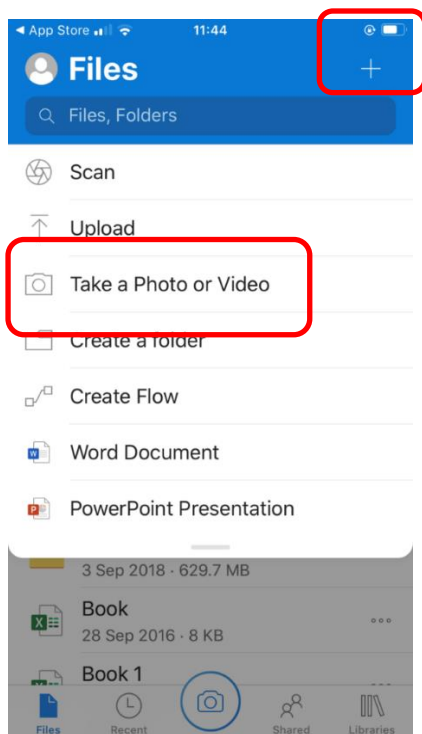 ◀ App Store 11:44
Files
Files, Folders
Scan
Upload
Take a Photo or Video
Create a folder
Create Flow
Word Document
PowerPoint Presentation
3 Sep 2018 · 629.7 MB
Book
28 Sep 2016 · 8 KB
Book 1
Files Recent Shared Libraries